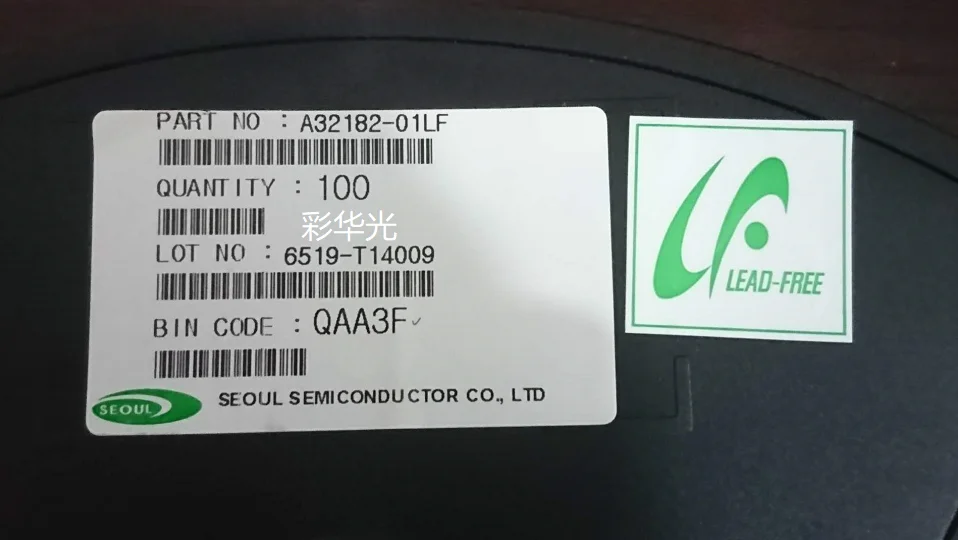 PART NO : A32182-01LF
QUANTITY : 100
彩华光
LOT NO : 6519-T14009
BIN CODE : QAA3F
SEOUL
SEOUL SEMICONDUCTOR CO., LTD
LF
LEAD-FREE